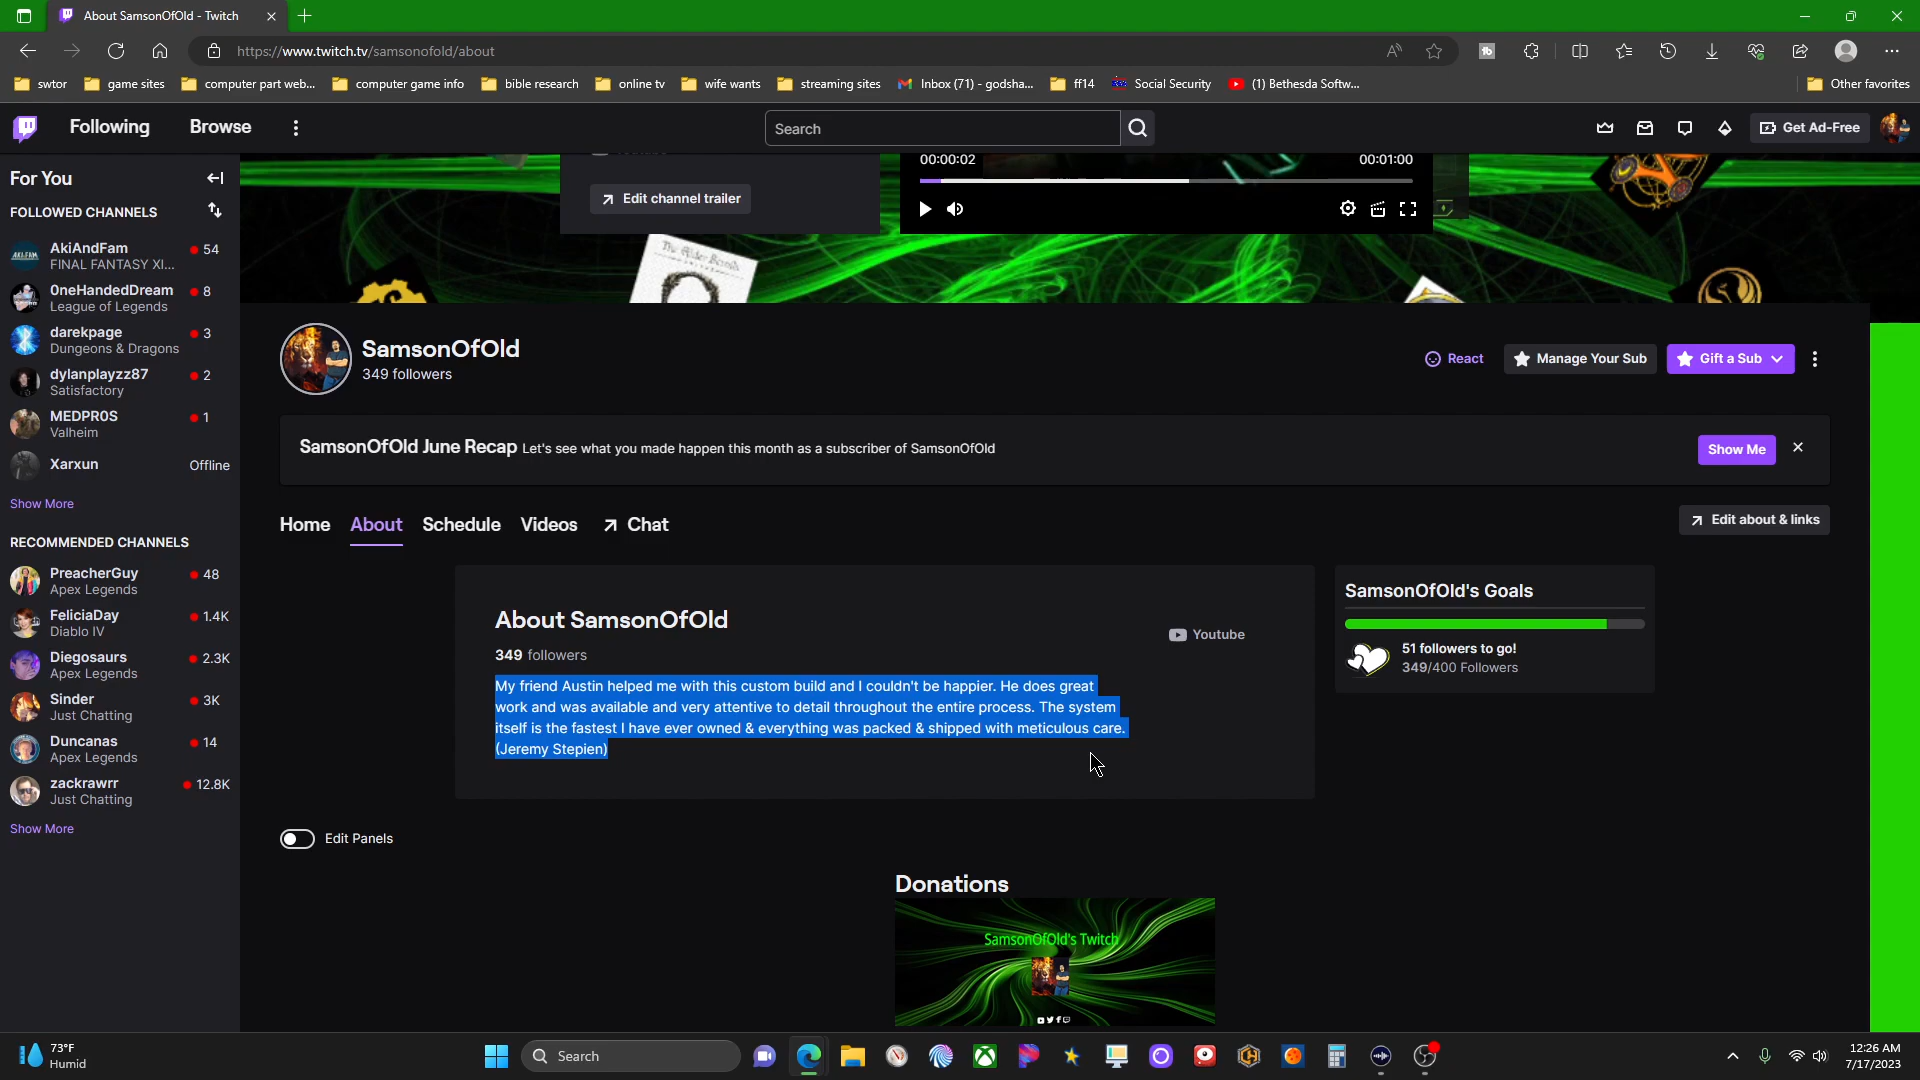 About SamsonOfOld - Twitch
https://www.twitch.tv/samsonofold/about
swtor
game sites
computer part web...
computer game info
bible research
online tv
wife wants
streaming sites
Inbox (71) - godsha...
ff14
Social Security
(1) Bethesda Softw...
Other favorites
Following
Browse
Search
Get Ad-Free
For You
FOLLOWED CHANNELS
AkiAndFam
54
FINAL FANTASY XI...
0neHandedDream
8
League of Legends
darekpage
3
Dungeons & Dragons
dylanplayzz87
2
Satisfactory
MEDPR0S
1
Valheim
Xarxun
Offline
Show More
RECOMMENDED CHANNELS
PreacherGuy
48
Apex Legends
FeliciaDay
1.4K
Diablo IV
Diegosaurs
2.3K
Apex Legends
Sinder
3K
Just Chatting
Duncanas
14
Apex Legends
zackrawrr
12.8K
Just Chatting
Show More
Edit channel trailer
00:00:02
00:01:00
The Elder Scrolls
SamsonOfOld
349 followers
React
Manage Your Sub
Gift a Sub
SamsonOfOld June Recap Let's see what you made happen this month as a subscriber of SamsonOfOld
Show Me
Home
About
Schedule
Videos
Chat
Edit about & links
About SamsonOfOld
349 followers
Youtube
My friend Austin helped me with this custom build and I couldn't be happier. He does great
work and was available and very attentive to detail throughout the entire process. The system
itself is the fastest I have ever owned & everything was packed & shipped with meticulous care.
(Jeremy Stepien)
SamsonOfOld's Goals
51 followers to go!
349/400 Followers
Edit Panels
Donations
SamsonOfOld's Twitch
73°F
Humid
Search
12:26 AM
7/17/2023